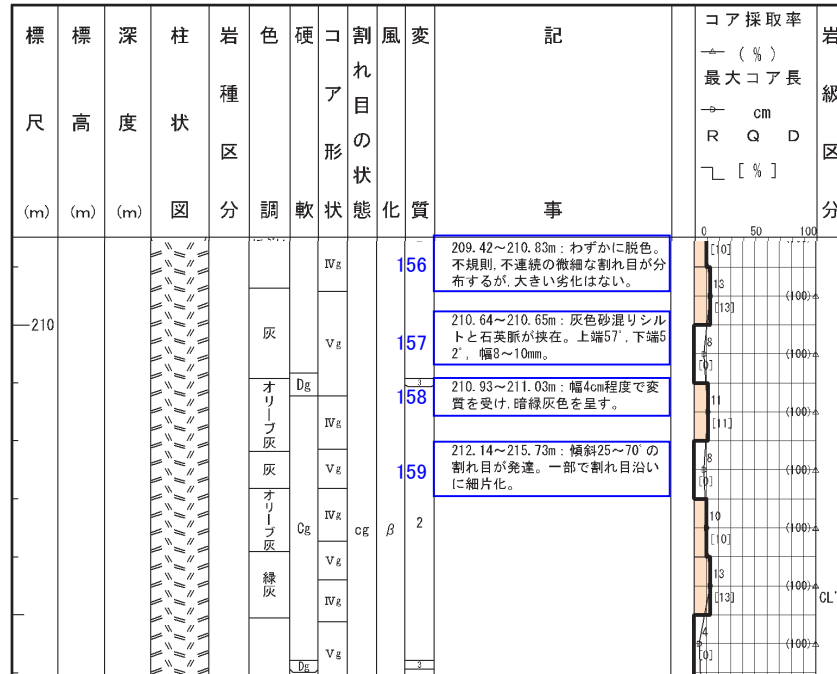 標尺(m)
標高(m)
深度(m)
柱状図
岩種区分
色調
硬軟
コア形状
割れ目の状態
風化
変質
記事
コア採取率
(%)
最大コア長
cm
R Q D
[%]
岩級区分
0 50 100
210
灰
オリーブ灰
灰
オリーブ灰
緑灰
Dg
Cg
Dg
Ⅳg
Ⅴg
Ⅳg
Ⅴg
Ⅳg
Ⅴg
Ⅳg
Ⅴg
cg
β
3
2
3
156
209.42～210.83m：わずかに脱色。
不規則,不連続の微細な割れ目が分
布するが,大きい劣化はない。
157
210.64～210.65m：灰色砂混りシル
トと石英脈が挟在。上端57ﾟ,下端5
2ﾟ, 幅8～10mm。
158
210.93～211.03m：幅4cm程度で変
質を受け,暗緑灰色を呈す。
159
212.14～215.73m：傾斜25～70ﾟの
割れ目が発達。一部で割れ目沿い
に細片化。
[10]
13
(100)
[13]
8
(100)
[0]
11
(100)
[11]
8
(100)
[0]
10
(100)
[10]
13
(100)
[13]
CL'
4
(100)
[0]